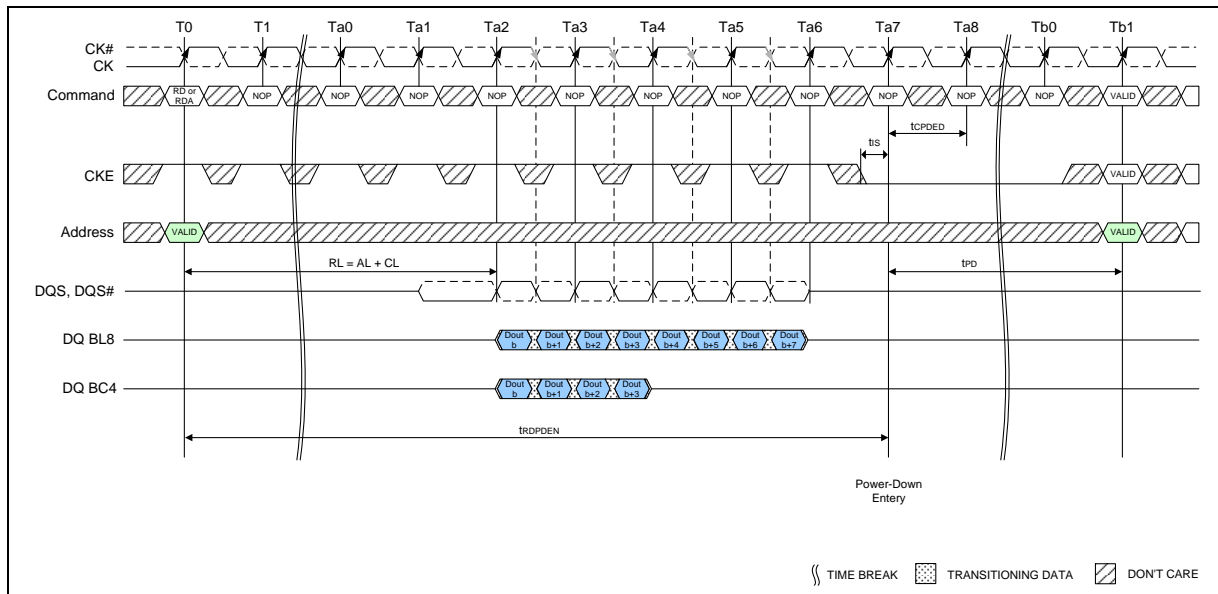 T0 T1 Ta0 Ta1 Ta2 Ta3 Ta4 Ta5 Ta6 Ta7 Ta8 Tb0 Tb1
CK#
CK
Command RD or RDA NOP NOP NOP NOP NOP NOP NOP NOP NOP NOP NOP VALID
tCPDED
tIS
CKE VALID
Address VALID VALID
RL = AL + CL tPD
DQS, DQS#
DQ BL8 Dout b Dout b+1 Dout b+2 Dout b+3 Dout b+4 Dout b+5 Dout b+6 Dout b+7
DQ BC4 Dout b Dout b+1 Dout b+2 Dout b+3
tRDPDEN
Power-Down
Entery
TIME BREAK TRANSITIONING DATA DON'T CARE